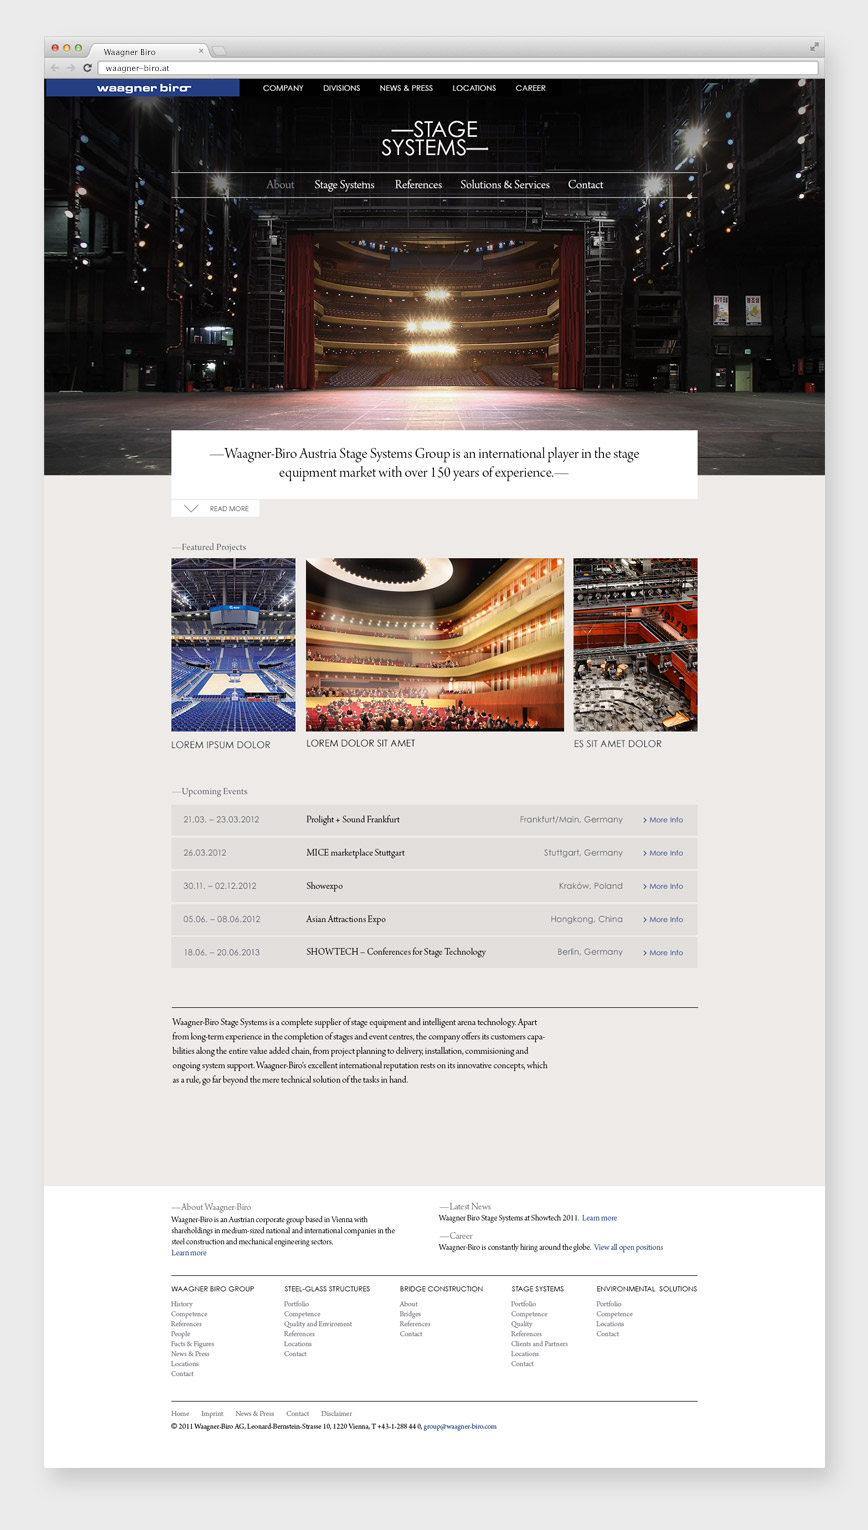 Waagner Biro
waagner-biro.at
waagner biro
COMPANY DIVISIONS NEWS & PRESS LOCATIONS CAREER
—STAGE
SYSTEMS—
About Stage Systems References Solutions & Services Contact
—Waagner-Biro Austria Stage Systems Group is an international player in the stage
equipment market with over 150 years of experience.—
READ MORE
—Featured Projects
LOREM IPSUM DOLOR
LOREM DOLOR SIT AMET
ES SIT AMET DOLOR
—Upcoming Events
21.03. – 23.03.2012 Prolight + Sound Frankfurt Frankfurt/Main, Germany > More Info
26.03.2012 MICE marketplace Stuttgart Stuttgart, Germany > More Info
30.11. – 02.12.2012 Showexpo Kraków, Poland > More Info
05.06. – 08.06.2012 Asian Attractions Expo Hongkong, China > More Info
18.06. – 20.06.2013 SHOWTECH – Conferences for Stage Technology Berlin, Germany > More Info
Waagner-Biro Stage Systems is a complete supplier of stage equipment and intelligent arena technology. Apart
from long-term experience in the completion of stages and event centres, the company offers its customers capa-
bilities along the entire value added chain, from project planning to delivery, installation, commisioning and
ongoing system support. Waagner-Biro's excellent international reputation rests on its innovative concepts, which
as a rule, go far beyond the mere technical solution of the tasks in hand.
—About Waagner-Biro
Waagner-Biro is an Austrian corporate group based in Vienna with
shareholdings in medium-sized national and international companies in the
steel construction and mechanical engineering sectors.
Learn more
—Latest News
Waagner Biro Stage Systems at Showtech 2011. Learn more
—Career
Waagner-Biro is constantly hiring around the globe. View all open positions
WAAGNER BIRO GROUP
History
Competence
References
People
Facts & Figures
News & Press
Locations
Contact
STEEL-GLASS STRUCTURES
Portfolio
Competence
Quality and Enviroment
References
Locations
Contact
BRIDGE CONSTRUCTION
About
Bridges
References
Contact
STAGE SYSTEMS
Portfolio
Competence
Quality
References
Clients and Partners
Locations
Contact
ENVIRONMENTAL SOLUTIONS
Portfolio
Competence
Locations
Contact
Home Imprint News & Press Contact Disclaimer
© 2011 Waagner-Biro AG, Leonard-Bernstein-Strasse 10, 1220 Vienna, T +43-1-288 44 0, group@waagner-biro.com